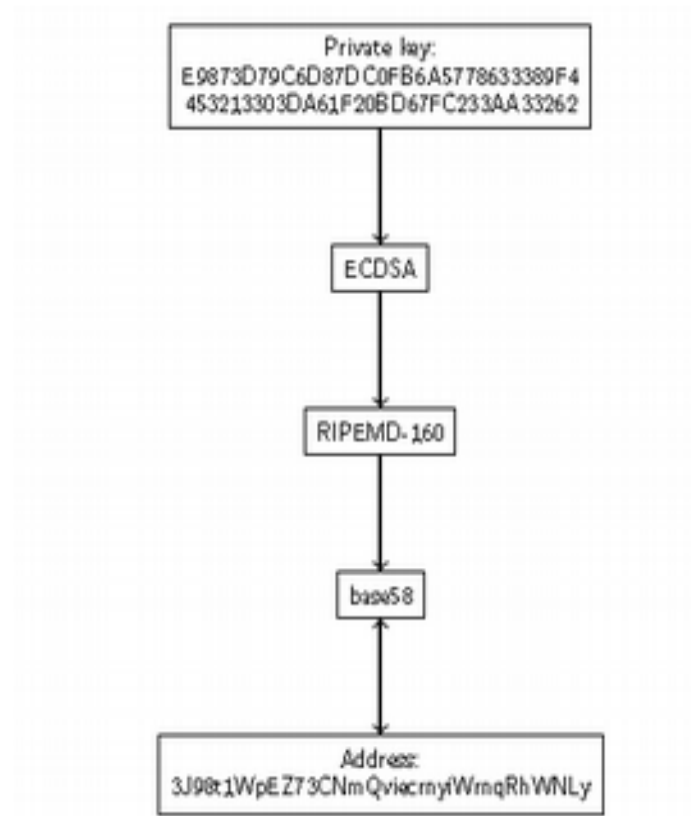 Private key:
E9873D79C6D87DC0FB6A5778633389F4
453213303DA61F20BD67FC233AA33262
ECDSA
RIPEMD-160
base58
Address:
3J98t1WpEZ73CNmQviecrnyiWrnqRhWNLy